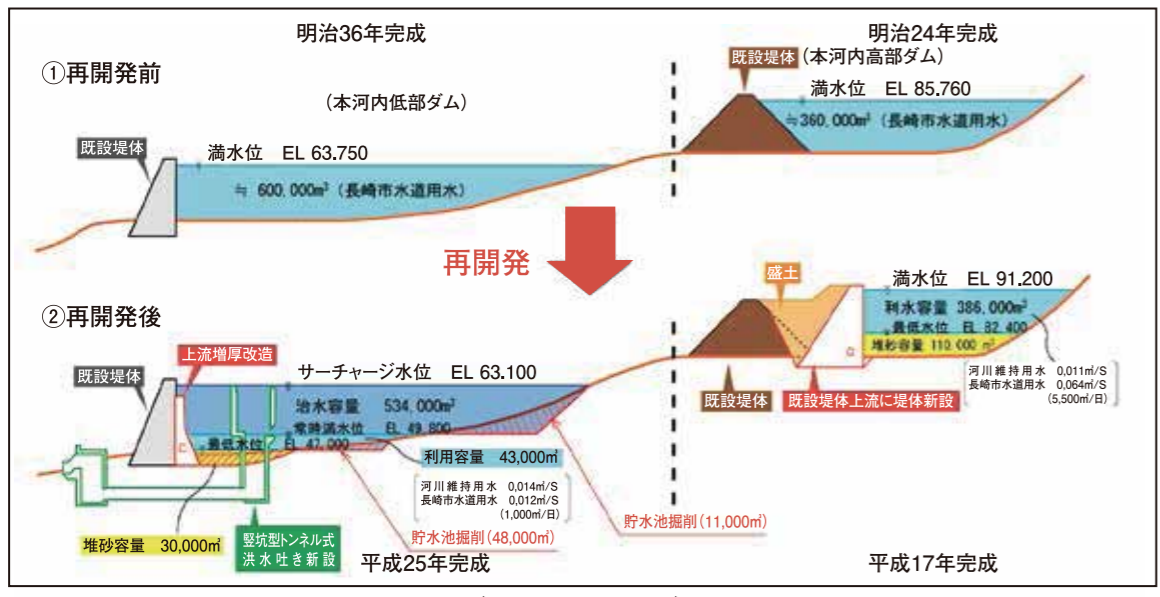 明治36年完成
明治24年完成
①再開発前
(本河内低部ダム)
既設堤体
(本河内高部ダム)
満水位 EL 85.760
≒360,000m³(長崎市水道用水)
既設堤体
満水位 EL 63.750
≒ 600,000m³(長崎市水道用水)
再開発
②再開発後
盛土
満水位 EL 91.200
利水容量 386,000m³
最低水位 EL 82.400
堆砂容量 110,000 m³
河川維持用水 0,011㎥/S
長崎市水道用水 0,064㎥/S
(5,500㎥/日)
既設堤体
既設堤体上流に堤体新設
上流増厚改造
既設堤体
サーチャージ水位 EL 63.100
治水容量 534,000m³
常時満水位 EL 49,800
最低水位 EL 47,000
利用容量 43,000㎥
河川維持用水 0,014㎥/S
長崎市水道用水 0,012㎥/S
(1,000㎥/日)
貯水池掘削(11,000㎥)
貯水池掘削(48,000㎥)
堆砂容量 30,000㎥
竪坑型トンネル式
洪水吐き新設
平成25年完成
平成17年完成